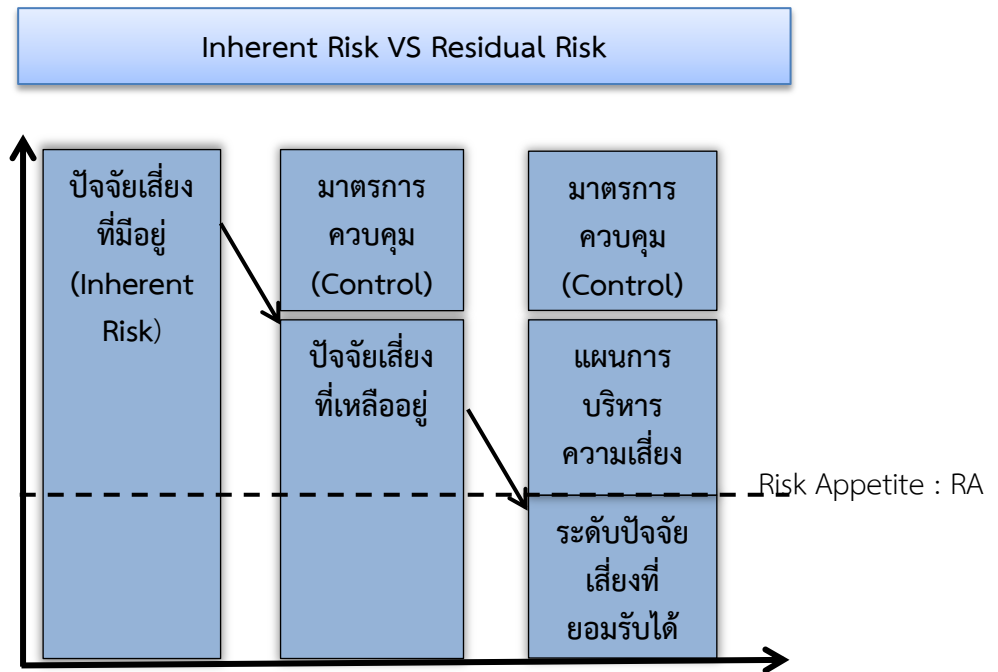 Inherent Risk VS Residual Risk
ปัจจัยเสี่ยง
ที่มีอยู่
(Inherent
Risk)
มาตรการ
ควบคุม
(Control)
ปัจจัยเสี่ยง
ที่เหลืออยู่
มาตรการ
ควบคุม
(Control)
แผนการ
บริหาร
ความเสี่ยง
Risk Appetite : RA
ระดับปัจจัย
เสี่ยงที่
ยอมรับได้